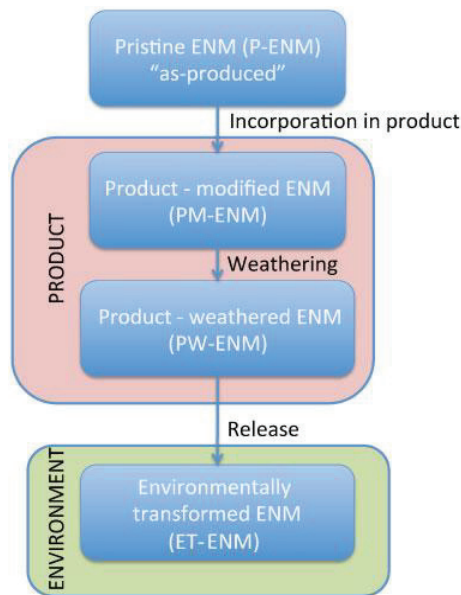 Pristine ENM (P-ENM)
“as-produced”
Incorporation in product
PRODUCT
Product - modified ENM
(PM-ENM)
Weathering
Product - weathered ENM
(PW-ENM)
Release
ENVIRONMENT
Environmentally
transformed ENM
(ET-ENM)